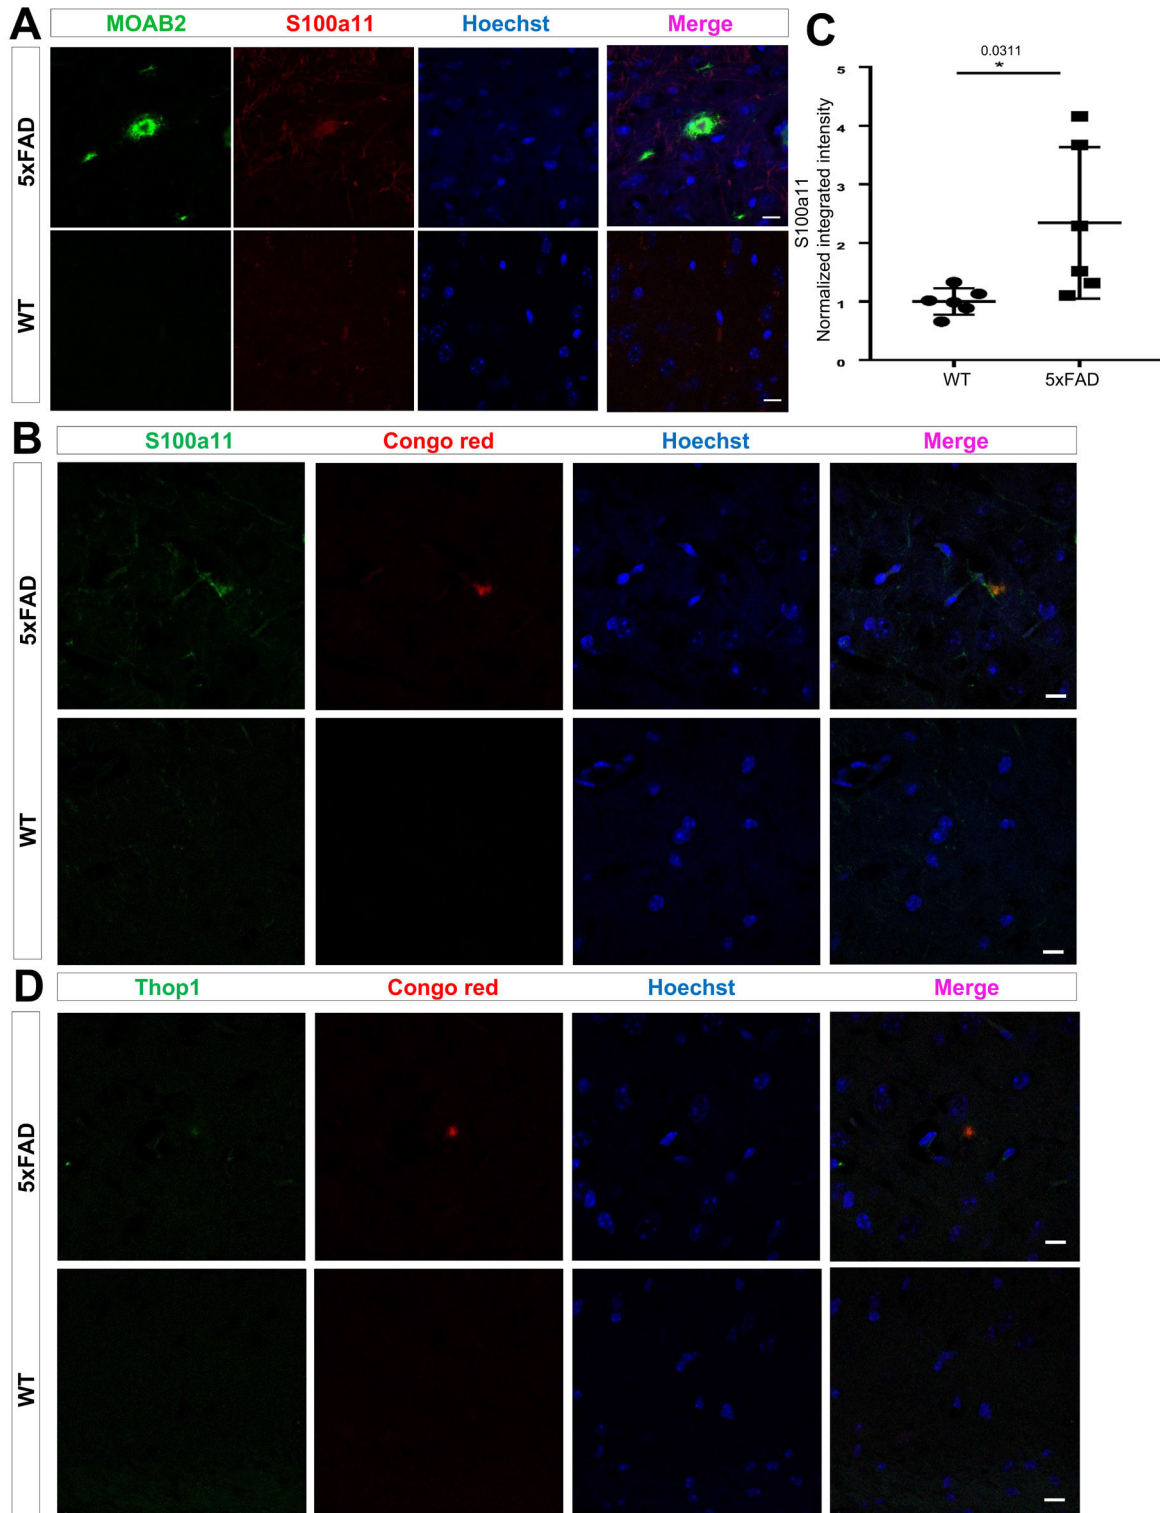 A
MOAB2 S100a11 Hoechst Merge
5xFAD
WT
C
0.0311
*
S100a11
Normalized integrated intensity
5
4
3
2
1
0
WT 5xFAD
B
S100a11 Congo red Hoechst Merge
5xFAD
WT
D
Thop1 Congo red Hoechst Merge
5xFAD
WT